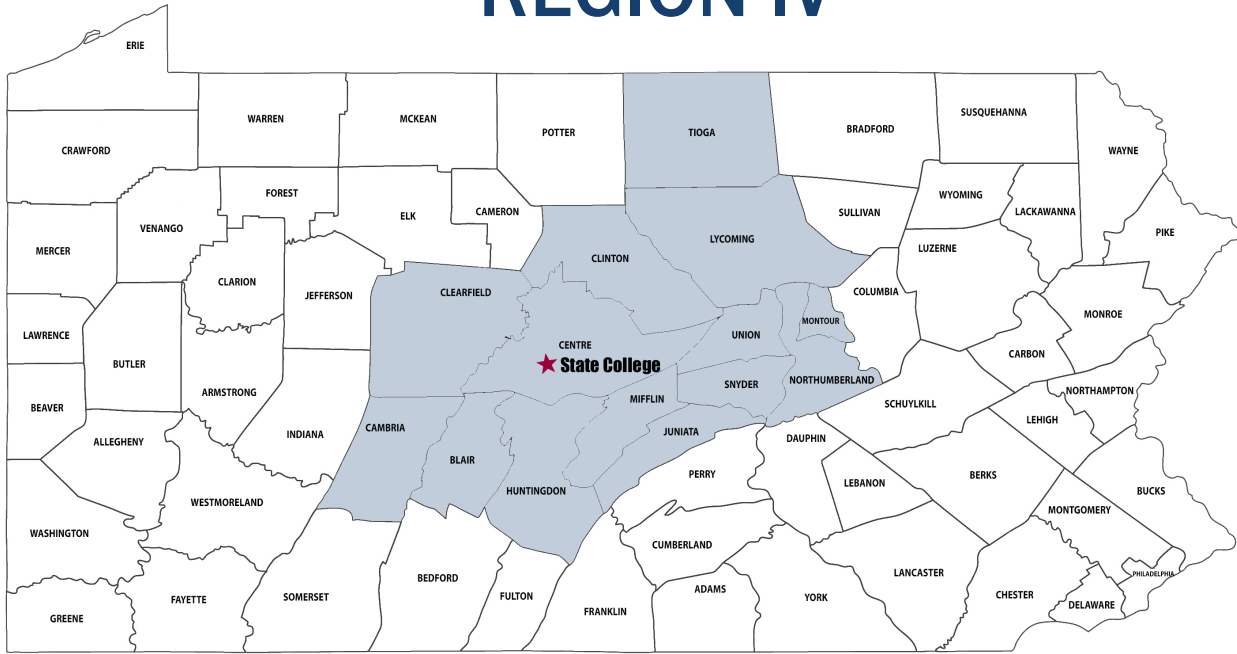 REGION IV
ERIE
WARREN
MCKEAN
POTTER
TIOGA
BRADFORD
SUSQUEHANNA
WAYNE
CRAWFORD
FOREST
ELK
CAMERON
SULLIVAN
WYOMING
LACKAWANNA
PIKE
MERCER
VENANGO
LYCOMING
LUZERNE
CLINTON
CLARION
JEFFERSON
CLEARFIELD
COLUMBIA
MONROE
LAWRENCE
BUTLER
CENTRE
State College
UNION
MONTOUR
CARBON
BEAVER
ARMSTRONG
MIFFLIN
SNYDER
NORTHUMBERLAND
SCHUYLKILL
NORTHAMPTON
LEHIGH
ALLEGHENY
INDIANA
CAMBRIA
JUNIATA
DAUPHIN
BLAIR
HUNTINGDON
PERRY
LEBANON
BERKS
BUCKS
WESTMORELAND
MONTGOMERY
WASHINGTON
CUMBERLAND
PHILADELPHIA
LANCASTER
BEDFORD
FULTON
FRANKLIN
ADAMS
YORK
CHESTER
DELAWARE
GREENE
FAYETTE
SOMERSET